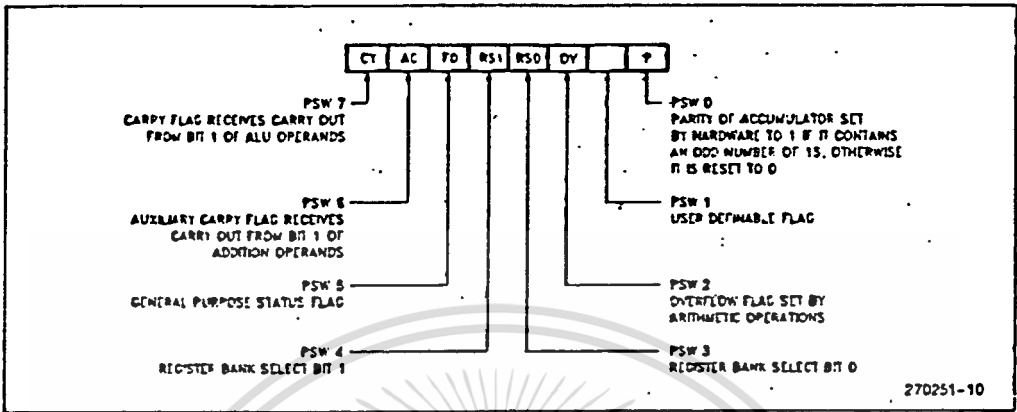 CY AC F0 RS1 RS0 OV P
PSW 7
CARRY FLAG RECEIVES CARRY OUT
FROM BIT 1 OF ALU OPERANDS
PSW 6
AUXILIARY CARRY FLAG RECEIVES
CARRY OUT FROM BIT 1 OF
ADDITION OPERANDS
PSW 5
GENERAL PURPOSE STATUS FLAG
PSW 4
REGISTER BANK SELECT BIT 1
PSW 0
PARITY OF ACCUMULATOR SET
BY HARDWARE TO 1 IF IT CONTAINS
AN ODD NUMBER OF 1S, OTHERWISE
IT IS RESET TO 0
PSW 1
USER DEFINABLE FLAG
PSW 2
OVERFLOW FLAG SET BY
ARITHMETIC OPERATIONS
PSW 3
REGISTER BANK SELECT BIT 0
270251-10